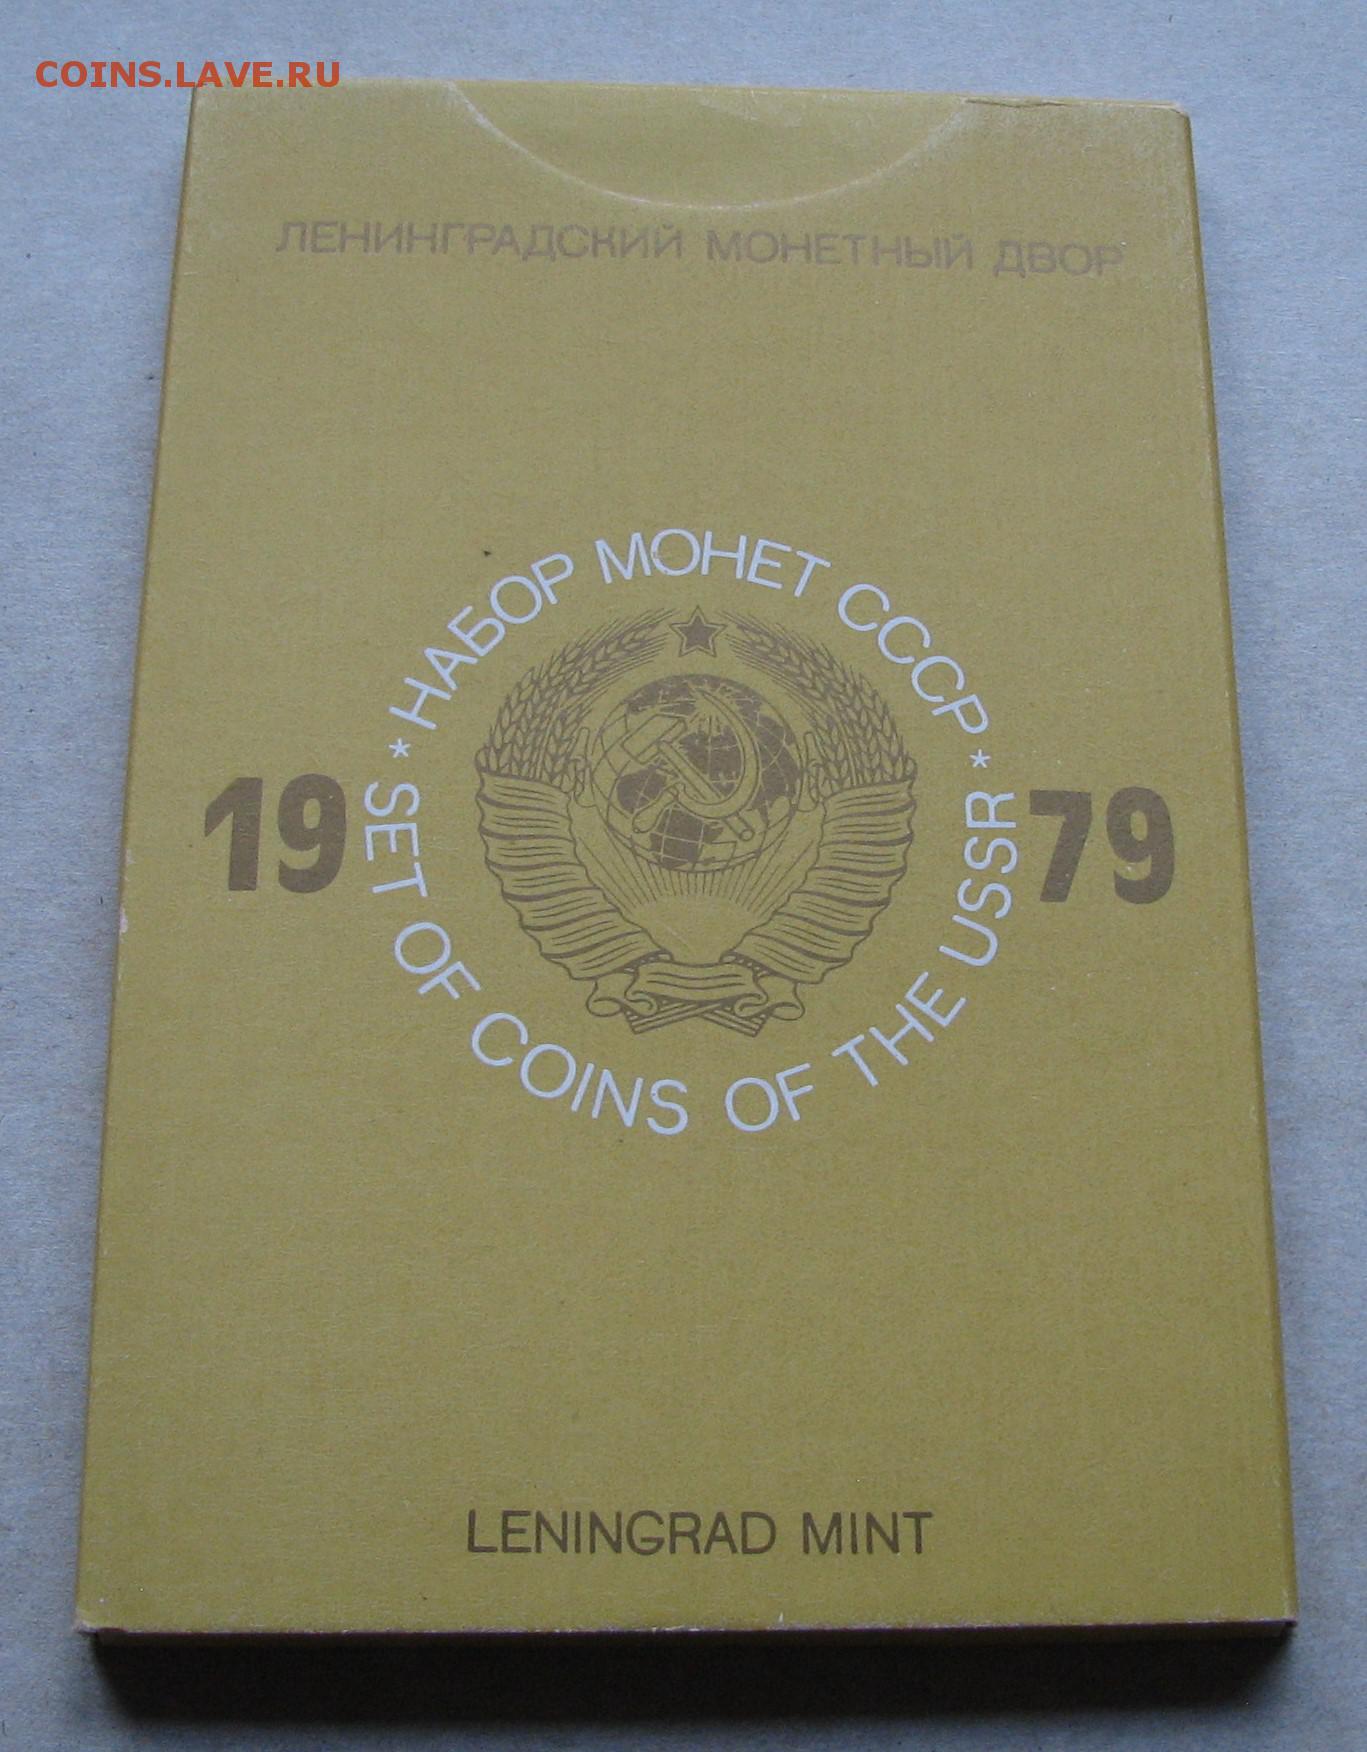 COINS.LAVE.RU
ЛЕНИНГРАДСКИЙ МОНЕТНЫЙ ДВОР
* НАБОР МОНЕТ СССР *
19 79
SET OF COINS OF THE USSR
LENINGRAD MINT